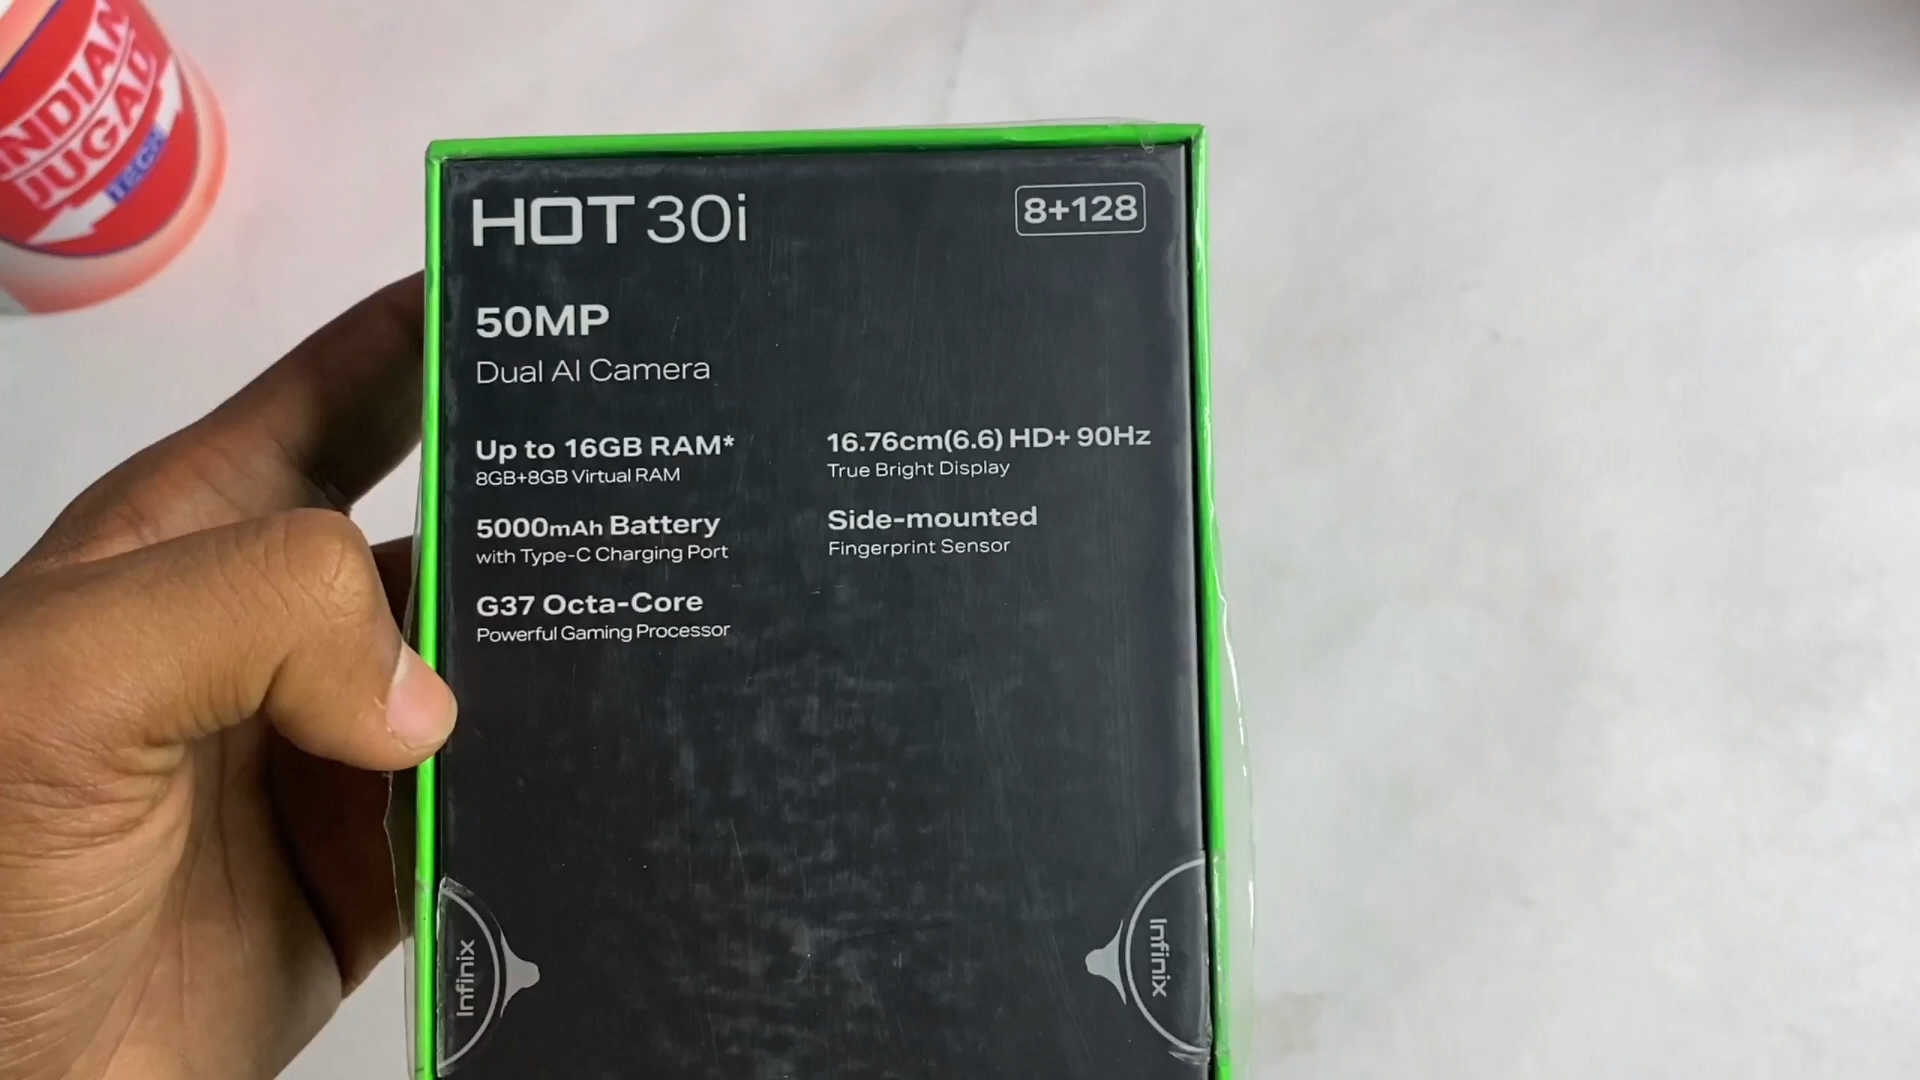 INDIAN
JUGAD
TECH
HOT 30i
8+128
50MP
Dual AI Camera
Up to 16GB RAM*
8GB+8GB Virtual RAM
5000mAh Battery
with Type-C Charging Port
G37 Octa-Core
Powerful Gaming Processor
16.76cm(6.6) HD+ 90Hz
True Bright Display
Side-mounted
Fingerprint Sensor
Infinix
Infinix